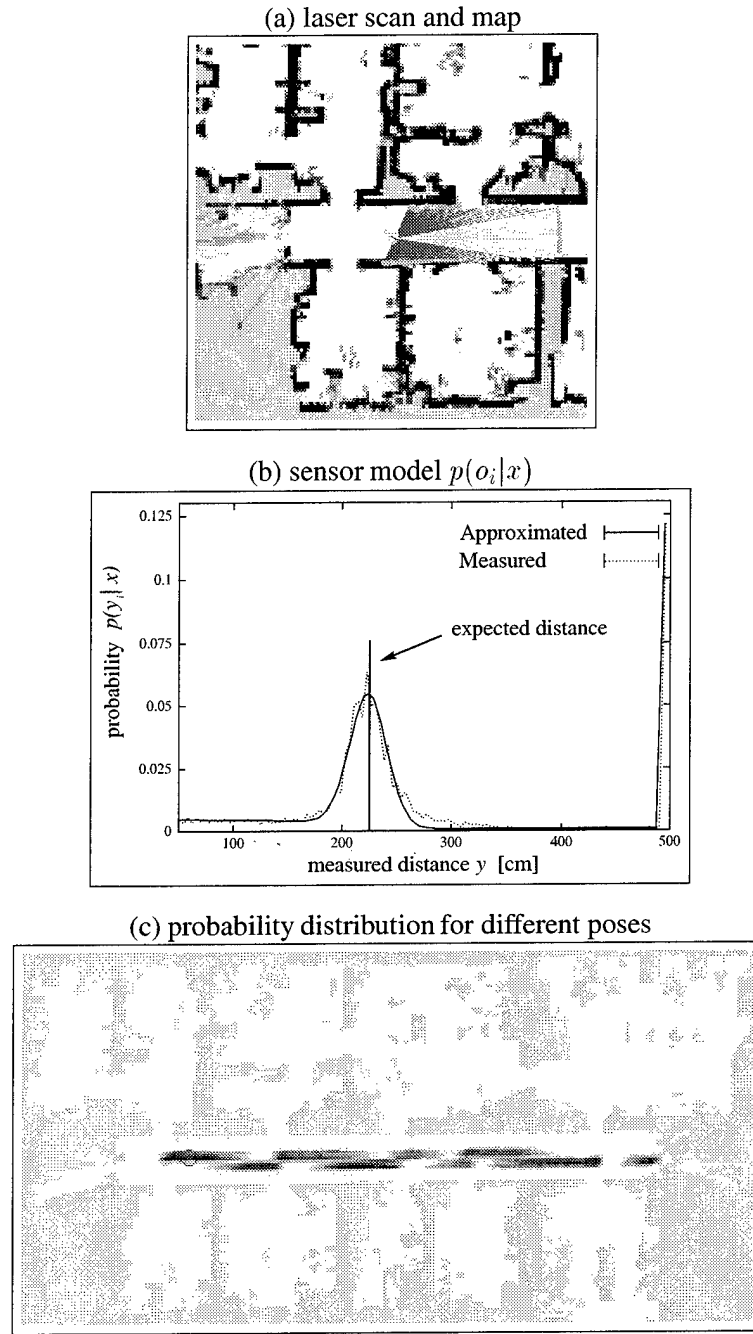 (a) laser scan and map
(b) sensor model p(o_i|x)
0.125
0.1
0.075
0.05
0.025
0
probability p(y_i| x)
Approximated
Measured
expected distance
100 200 300 400 500
measured distance y [cm]
(c) probability distribution for different poses